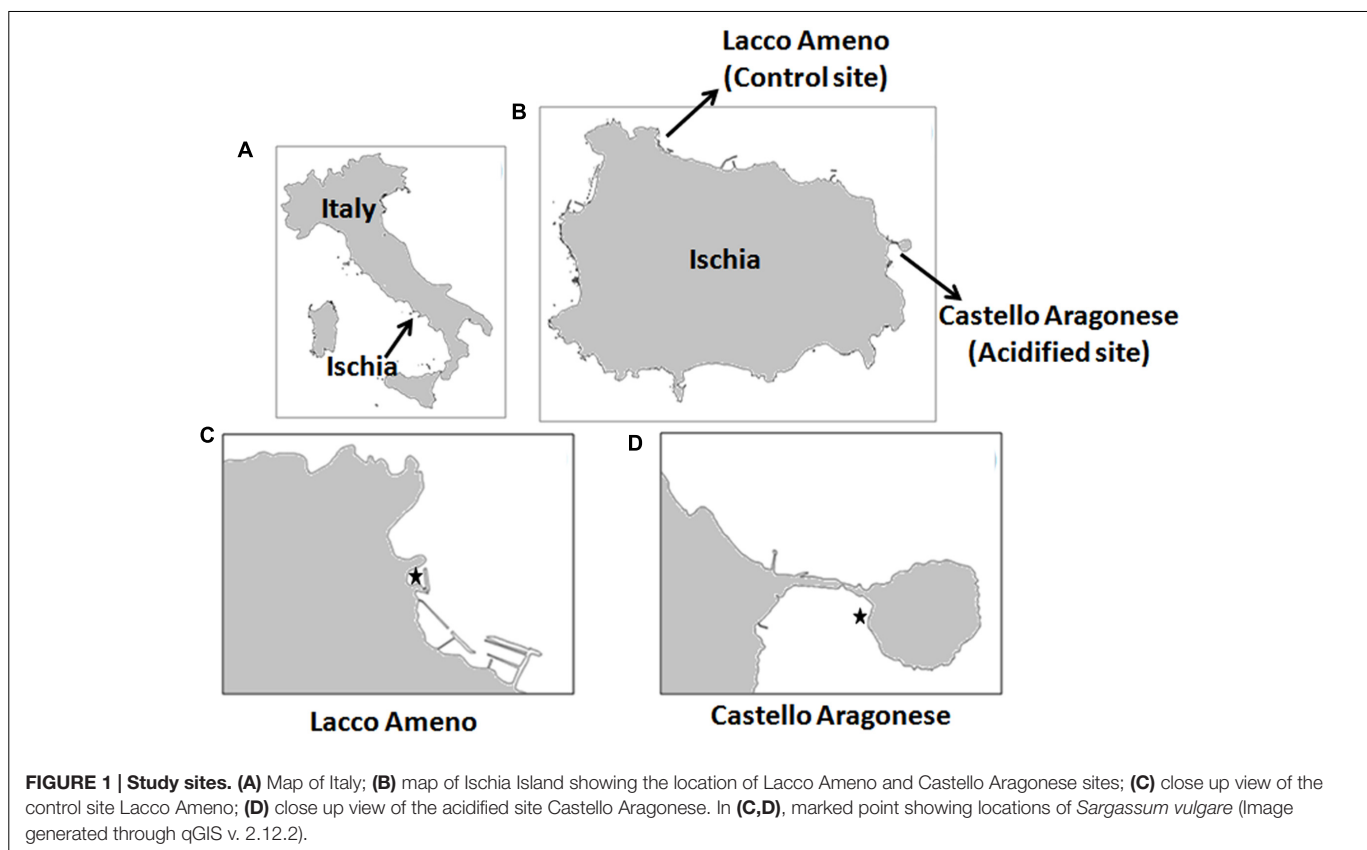 Lacco Ameno
(Control site)
B
A
Italy
Ischia
Ischia
Castello Aragonese
(Acidified site)
C
D
Lacco Ameno
Castello Aragonese
FIGURE 1 | Study sites. (A) Map of Italy; (B) map of Ischia Island showing the location of Lacco Ameno and Castello Aragonese sites; (C) close up view of the
control site Lacco Ameno; (D) close up view of the acidified site Castello Aragonese. In (C,D), marked point showing locations of Sargassum vulgare (Image
generated through qGIS v. 2.12.2).